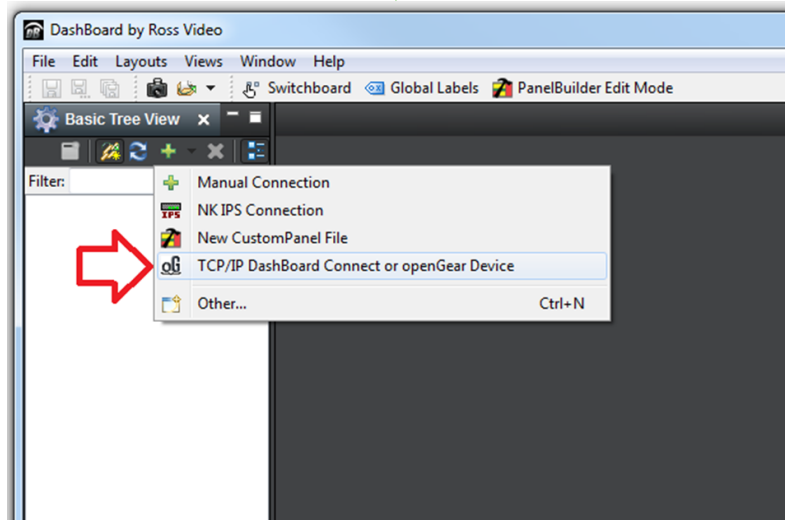 DashBoard by Ross Video
File Edit Layouts Views Window Help
Switchboard Global Labels PanelBuilder Edit Mode
Basic Tree View
Filter:
Manual Connection
IPS NK IPS Connection
New CustomPanel File
oG TCP/IP DashBoard Connect or openGear Device
Other... Ctrl+N